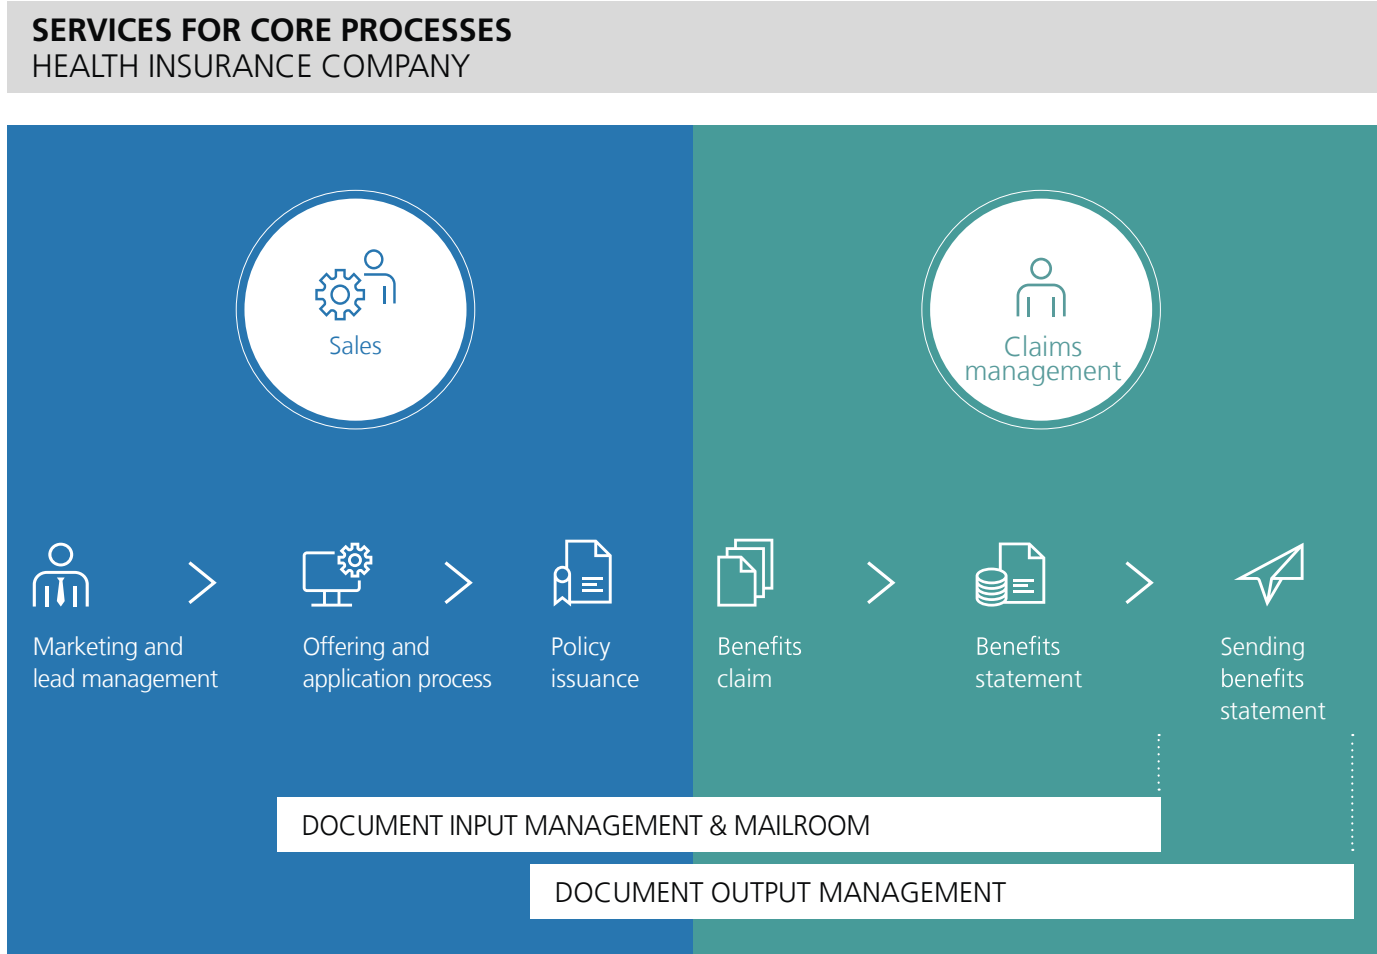 SERVICES FOR CORE PROCESSES
HEALTH INSURANCE COMPANY
Sales
Claims
management
Marketing and
lead management
Offering and
application process
Policy
issuance
Benefits
claim
Benefits
statement
Sending
benefits
statement
DOCUMENT INPUT MANAGEMENT & MAILROOM
DOCUMENT OUTPUT MANAGEMENT